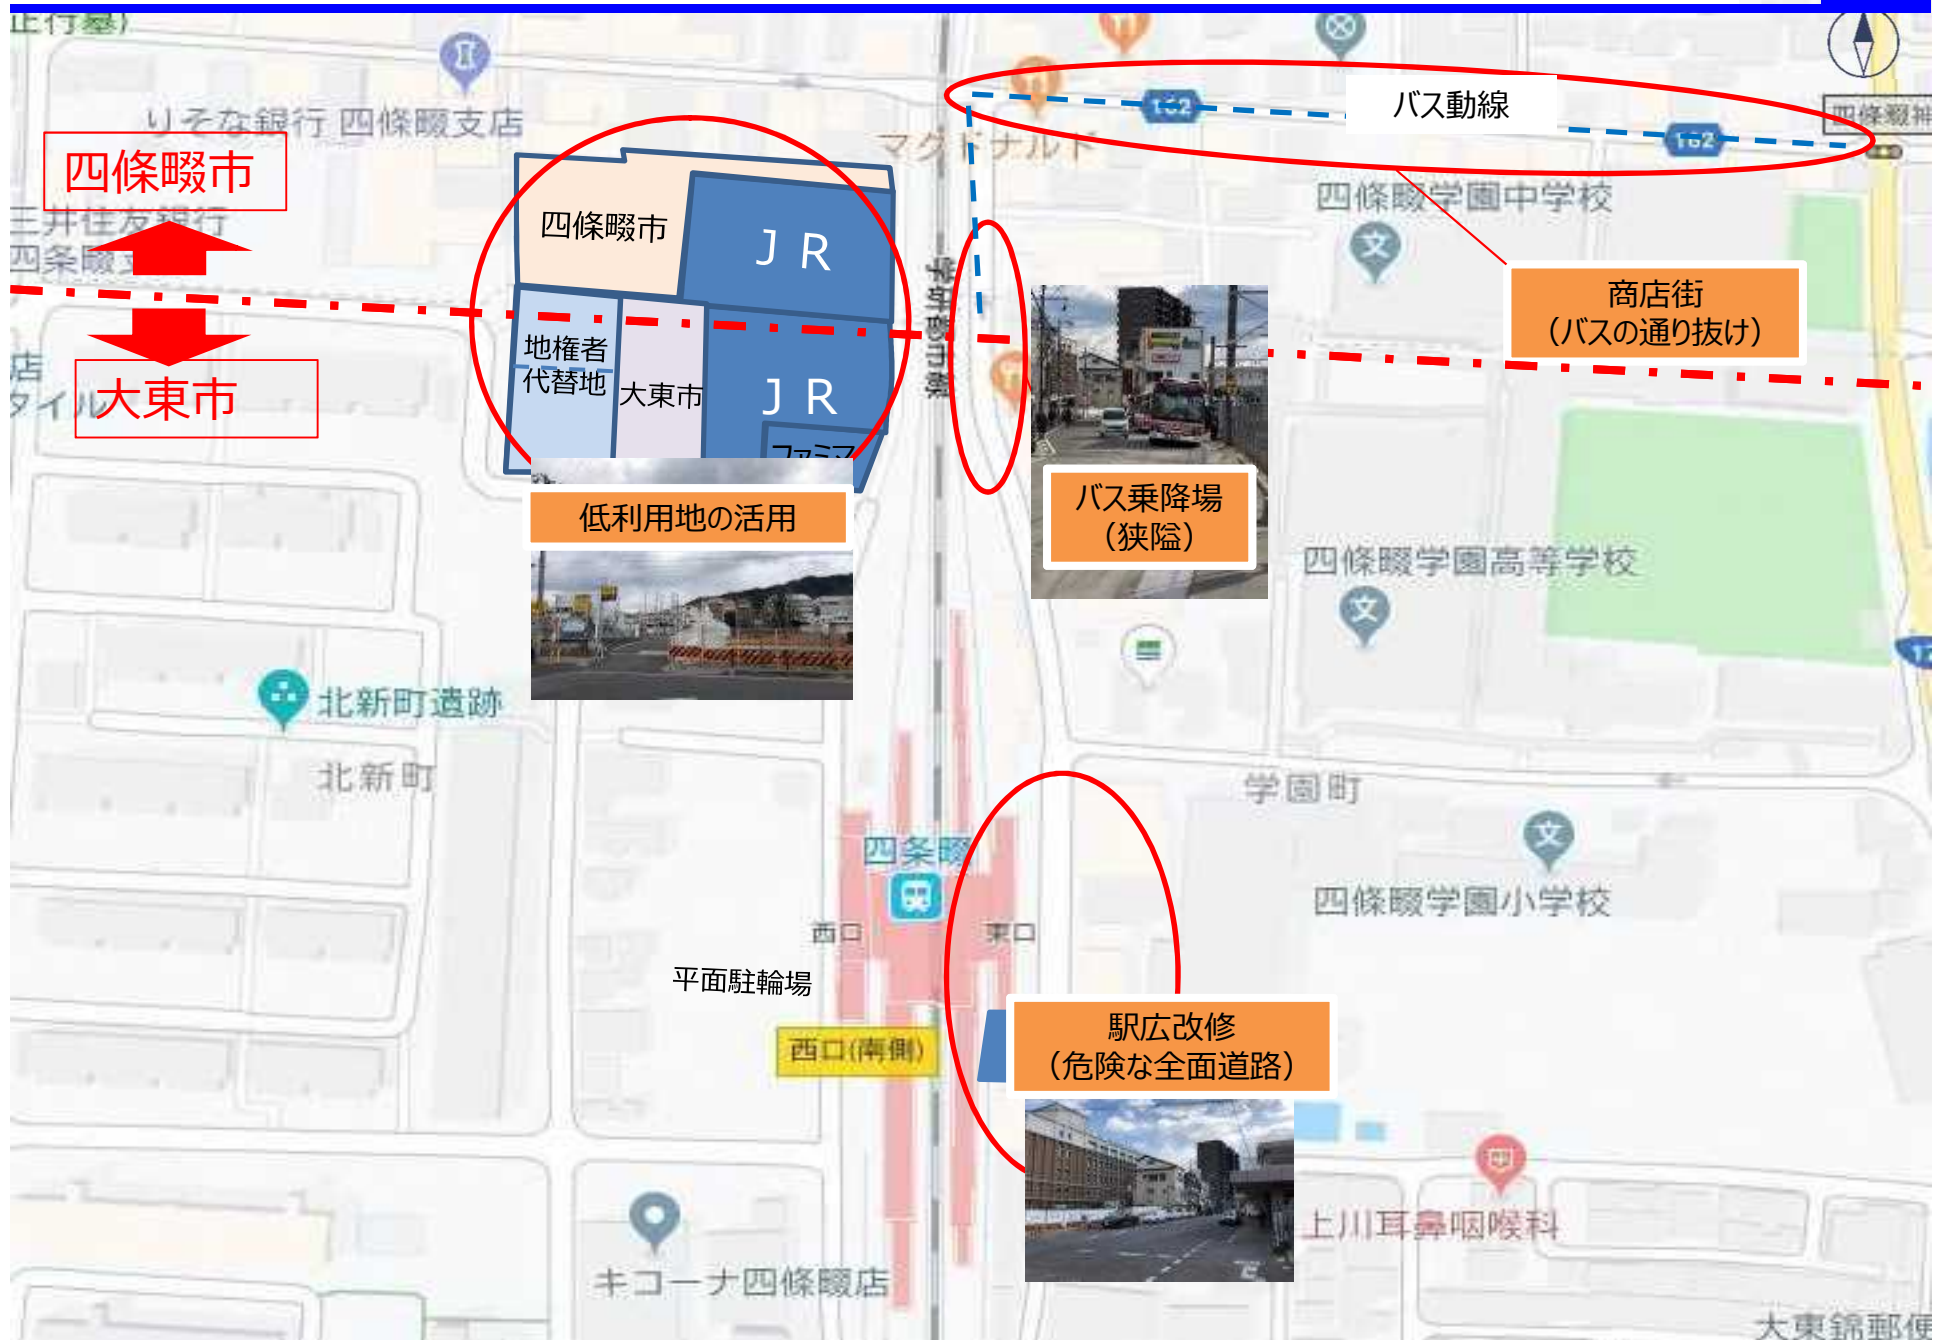 りそな銀行 四條畷支店
四條畷市
三井住友銀行
大東市
四條畷市
JR
地権者
代替地
大東市
JR
ファミマ
低利用地の活用
マクドナルド
162
バス動線
162
四條畷学園中学校
商店街
（バスの通り抜け）
バス乗降場
（狭隘）
四條畷学園高等学校
北新町遺跡
北新町
学園町
四条畷
四條畷学園小学校
西口
東口
平面駐輪場
西口(南側)
駅広改修
（危険な全面道路）
上川耳鼻咽喉科
キコーナ四條畷店